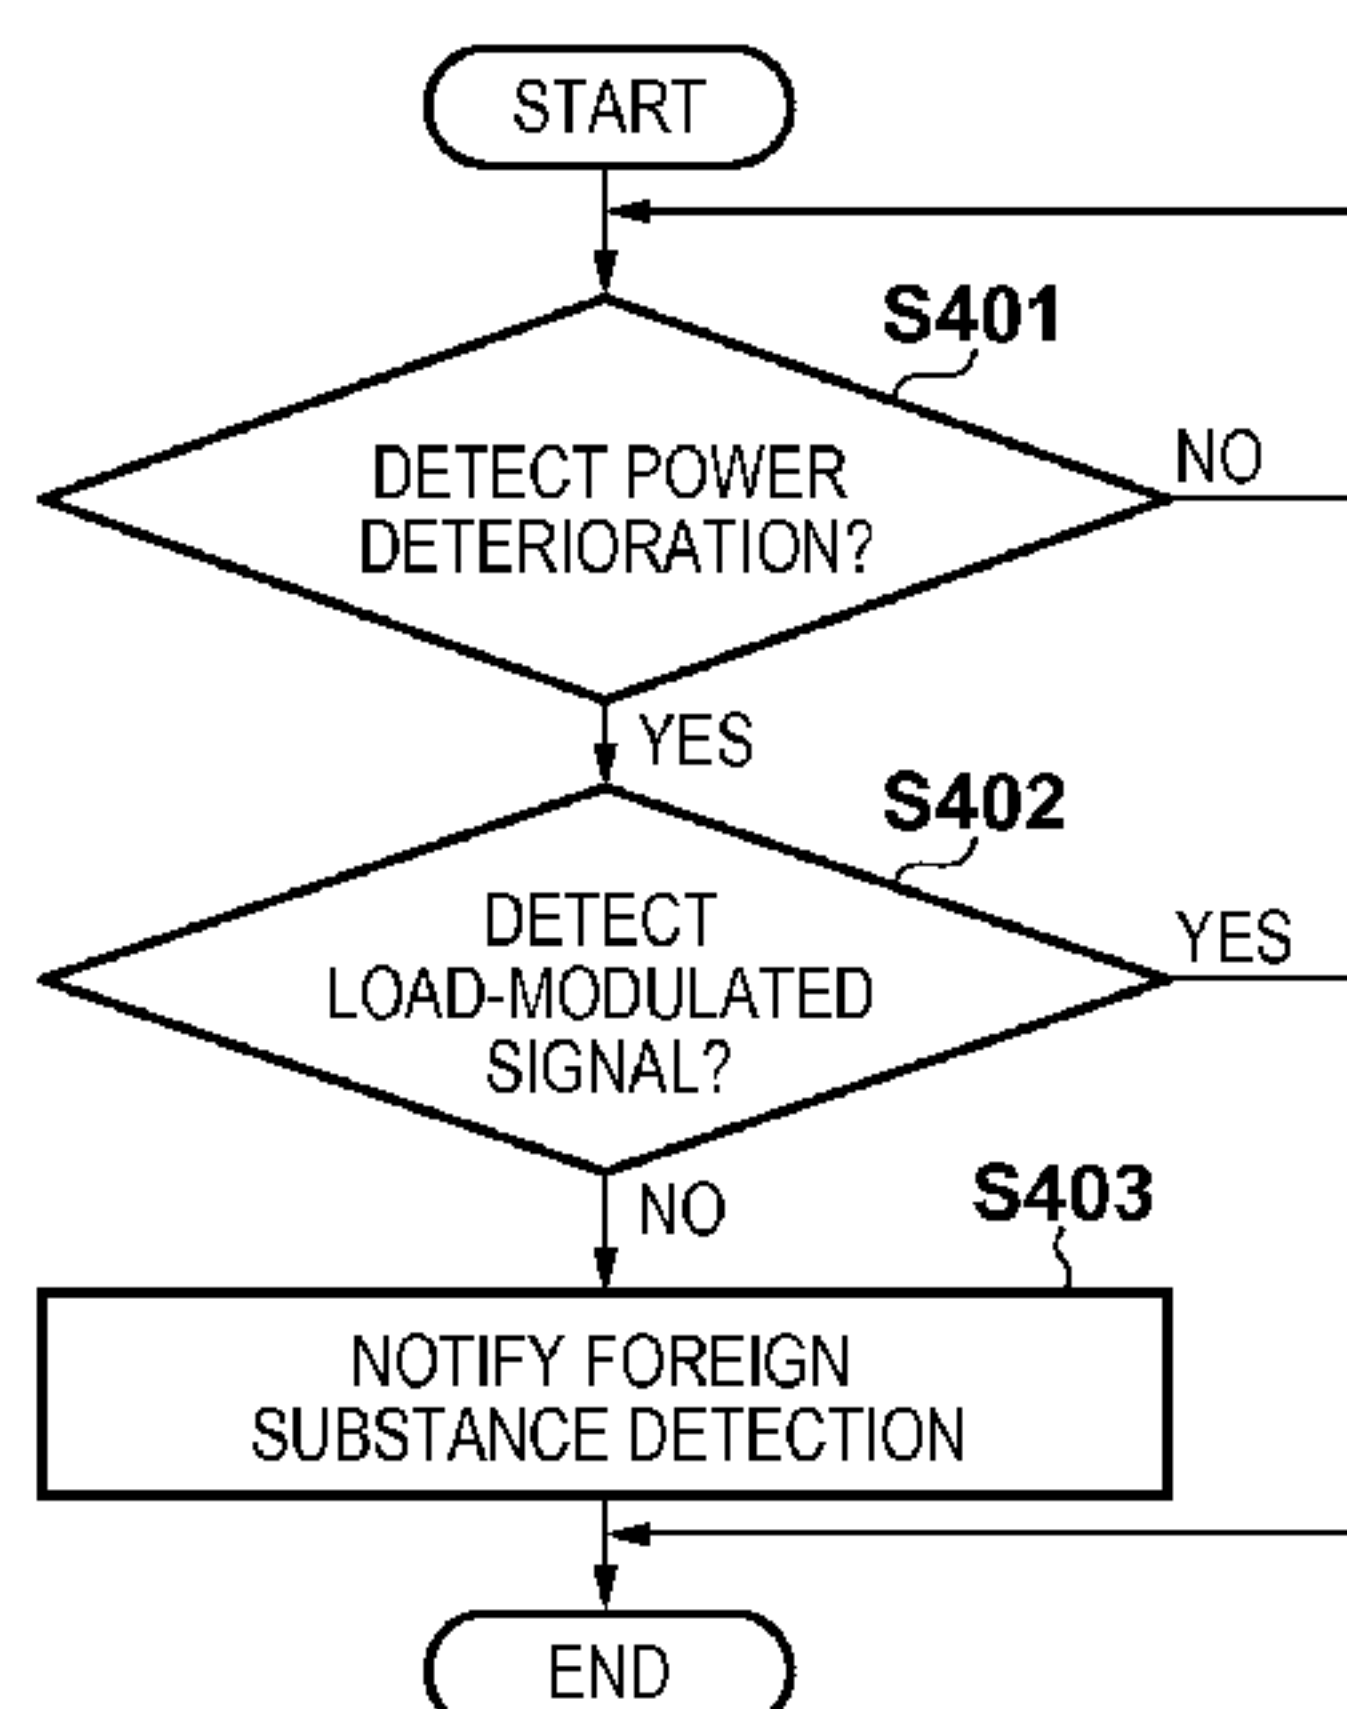 START
S401
DETECT POWER
DETERIORATION?
NO
YES
S402
DETECT
LOAD-MODULATED
SIGNAL?
YES
NO
S403
NOTIFY FOREIGN
SUBSTANCE DETECTION
END